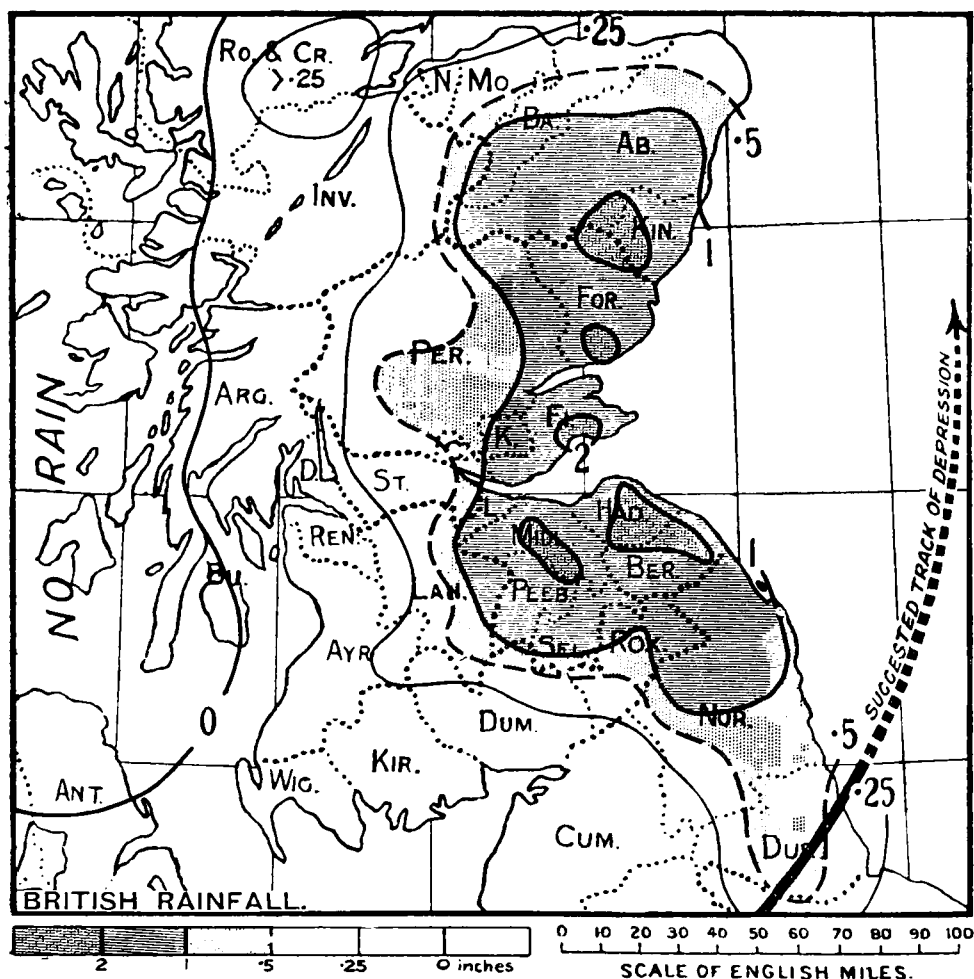 .25
RO. & CR.
>.25
N. MO.
BA.
AB.
.5
INV.
KIN.
1
FOR.
PER.
ARG.
FI.
K.
2
D.
ST.
L.
HAD.
REN.
MID.
BER.
1
BU.
LAN.
PEEB.
SEL.
ROX.
AYR
NO RAIN
SUGGESTED TRACK OF DEPRESSION
0
DUM.
NOR.
.5
KIR.
WIG.
.25
ANT.
CUM.
DUR.
BRITISH RAINFALL.
2 1 .5 .25 0 inches
0 10 20 30 40 50 60 70 80 90 100
SCALE OF ENGLISH MILES.